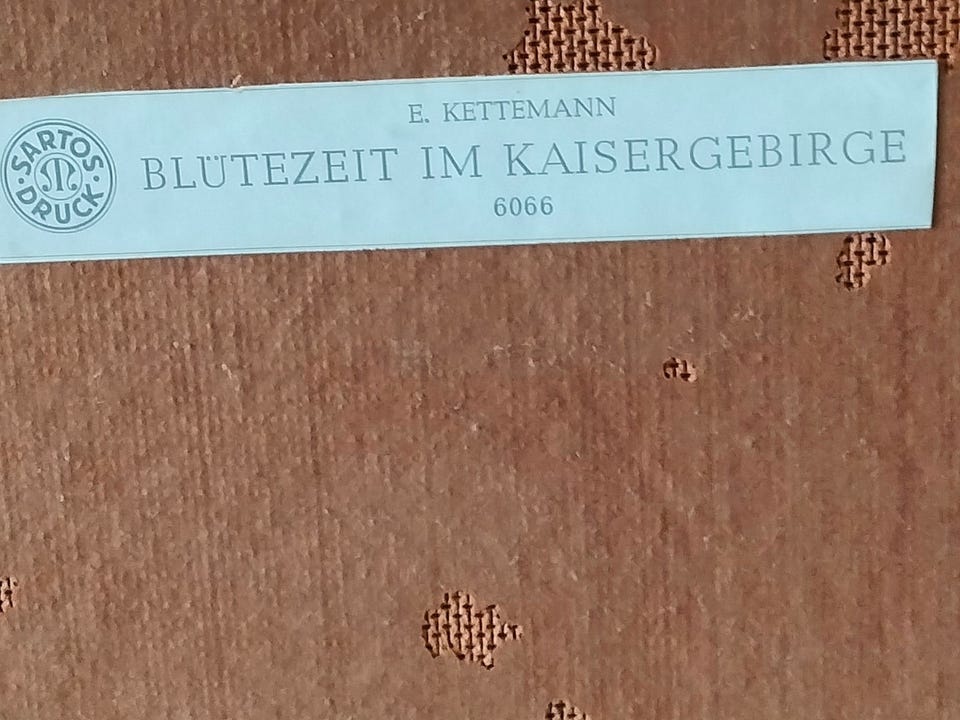 E. KETTEMANN
SARTOS
DRUCK
BLÜTEZEIT IM KAISERGEBIRGE
6066